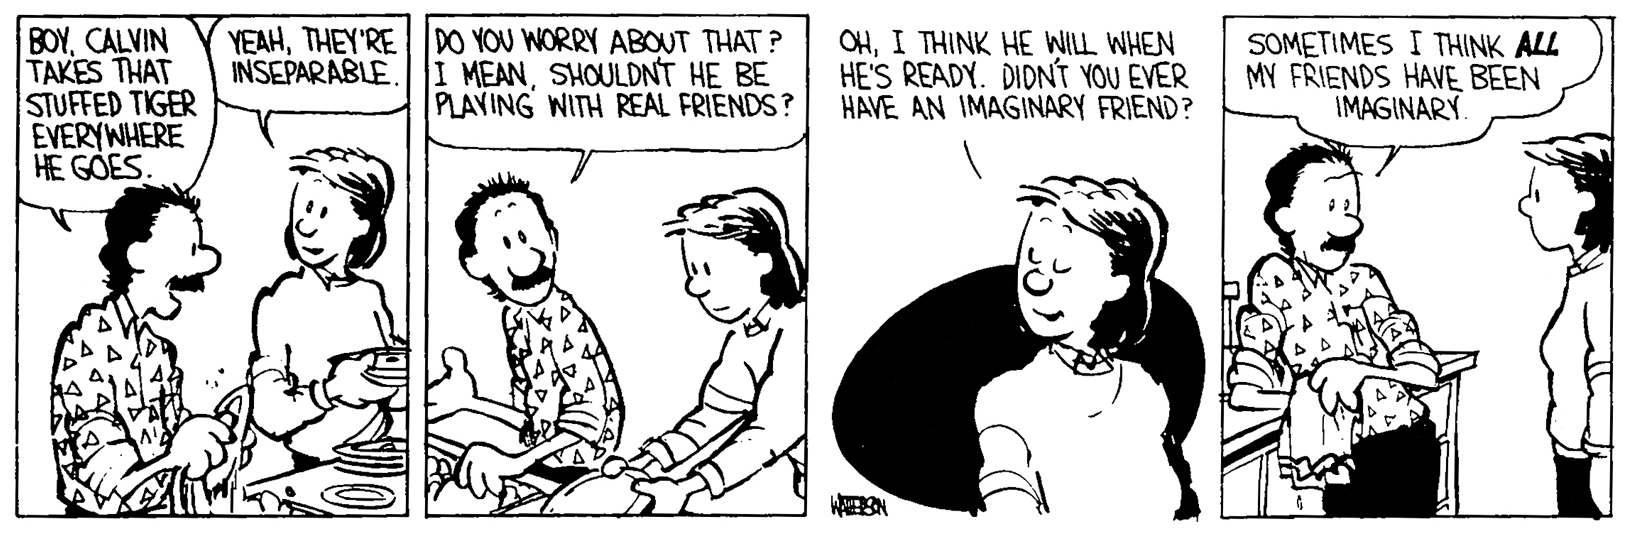 BOY, CALVIN
TAKES THAT
STUFFED TIGER
EVERYWHERE
HE GOES.
YEAH, THEY'RE
INSEPARABLE.
DO YOU WORRY ABOUT THAT?
I MEAN, SHOULDN'T HE BE
PLAYING WITH REAL FRIENDS?
OH, I THINK HE WILL WHEN
HE'S READY. DIDN'T YOU EVER
HAVE AN IMAGINARY FRIEND?
WATTERSON
SOMETIMES I THINK ALL
MY FRIENDS HAVE BEEN
IMAGINARY.